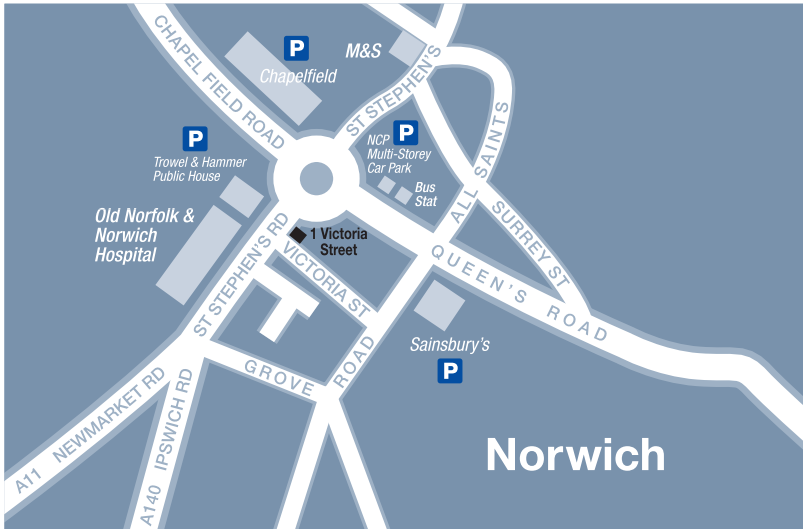 CHAPEL FIELD ROAD
P
Chapelfield
M&S
ST STEPHEN'S
P
Trowel & Hammer
Public House
NCP
P
Multi-Storey
Car Park
Bus
Stat
ALL SAINTS
SURREY ST
Old Norfolk &
Norwich
Hospital
ST STEPHEN'S RD
1 Victoria
Street
VICTORIA ST
QUEEN'S ROAD
Sainsbury's
P
GROVE
ROAD
A11 NEWMARKET RD
A140 IPSWICH RD
Norwich